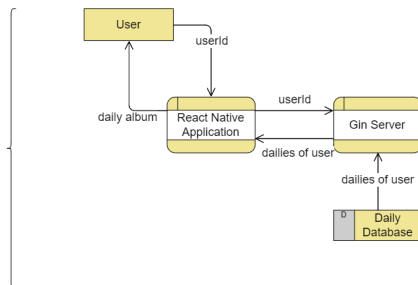 User
userId
daily album
React Native
Application
userId
dailies of user
Gin Server
dailies of user
D
Daily
Database